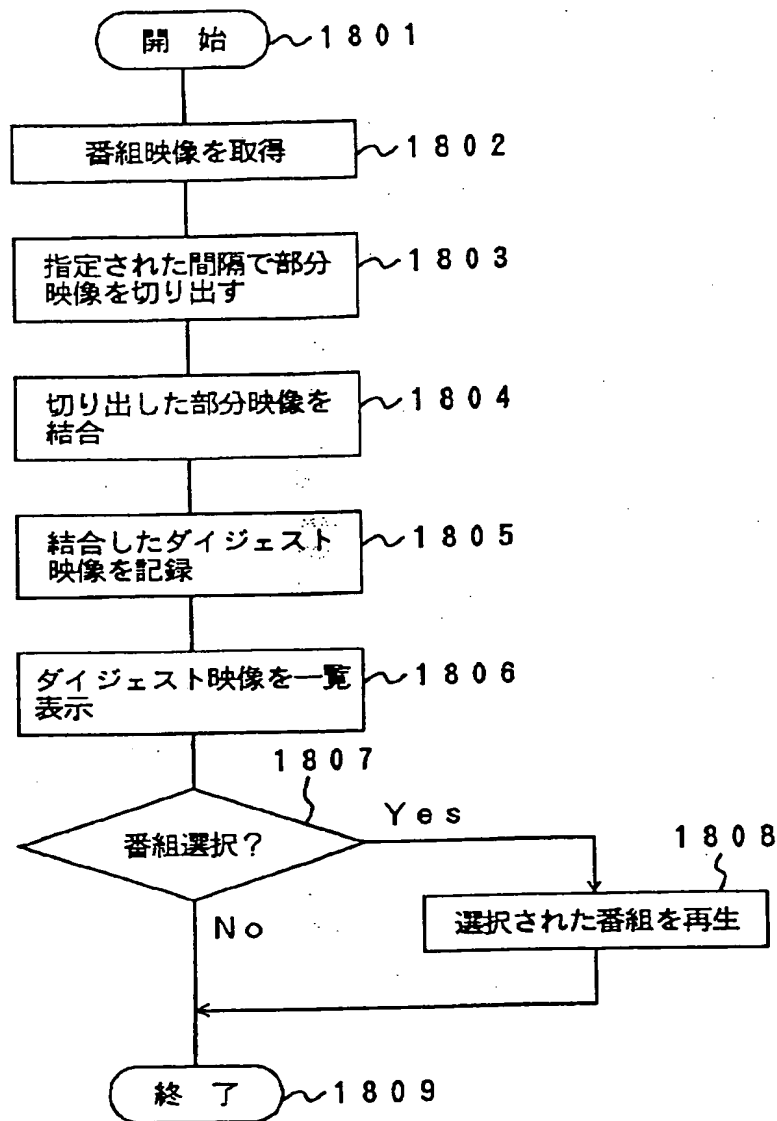 開 始
1801
番組映像を取得
1802
指定された間隔で部分
映像を切り出す
1803
切り出した部分映像を
結合
1804
結合したダイジェスト
映像を記録
1805
ダイジェスト映像を一覧
表示
1806
1807
番組選択?
Yes
1808
選択された番組を再生
No
終 了
1809